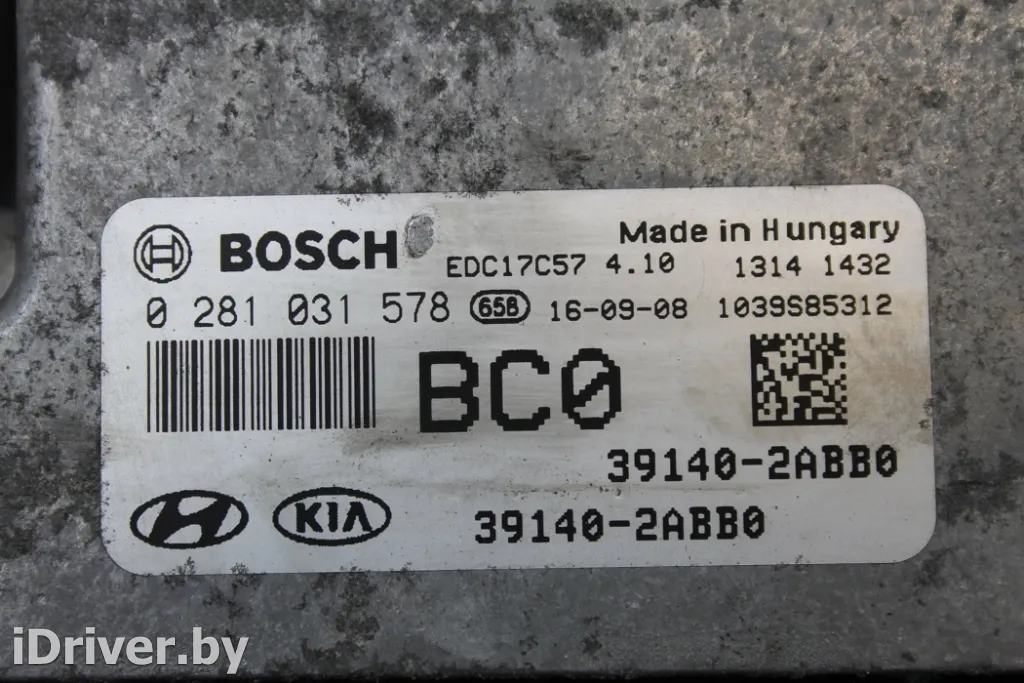 BOSCH
Made in Hungary
EDC17C57 4.10 1314 1432
0 281 031 578 65B 16-09-08 1039S85312
BC0
39140-2ABB0
KIA 39140-2ABB0
iDriver.by